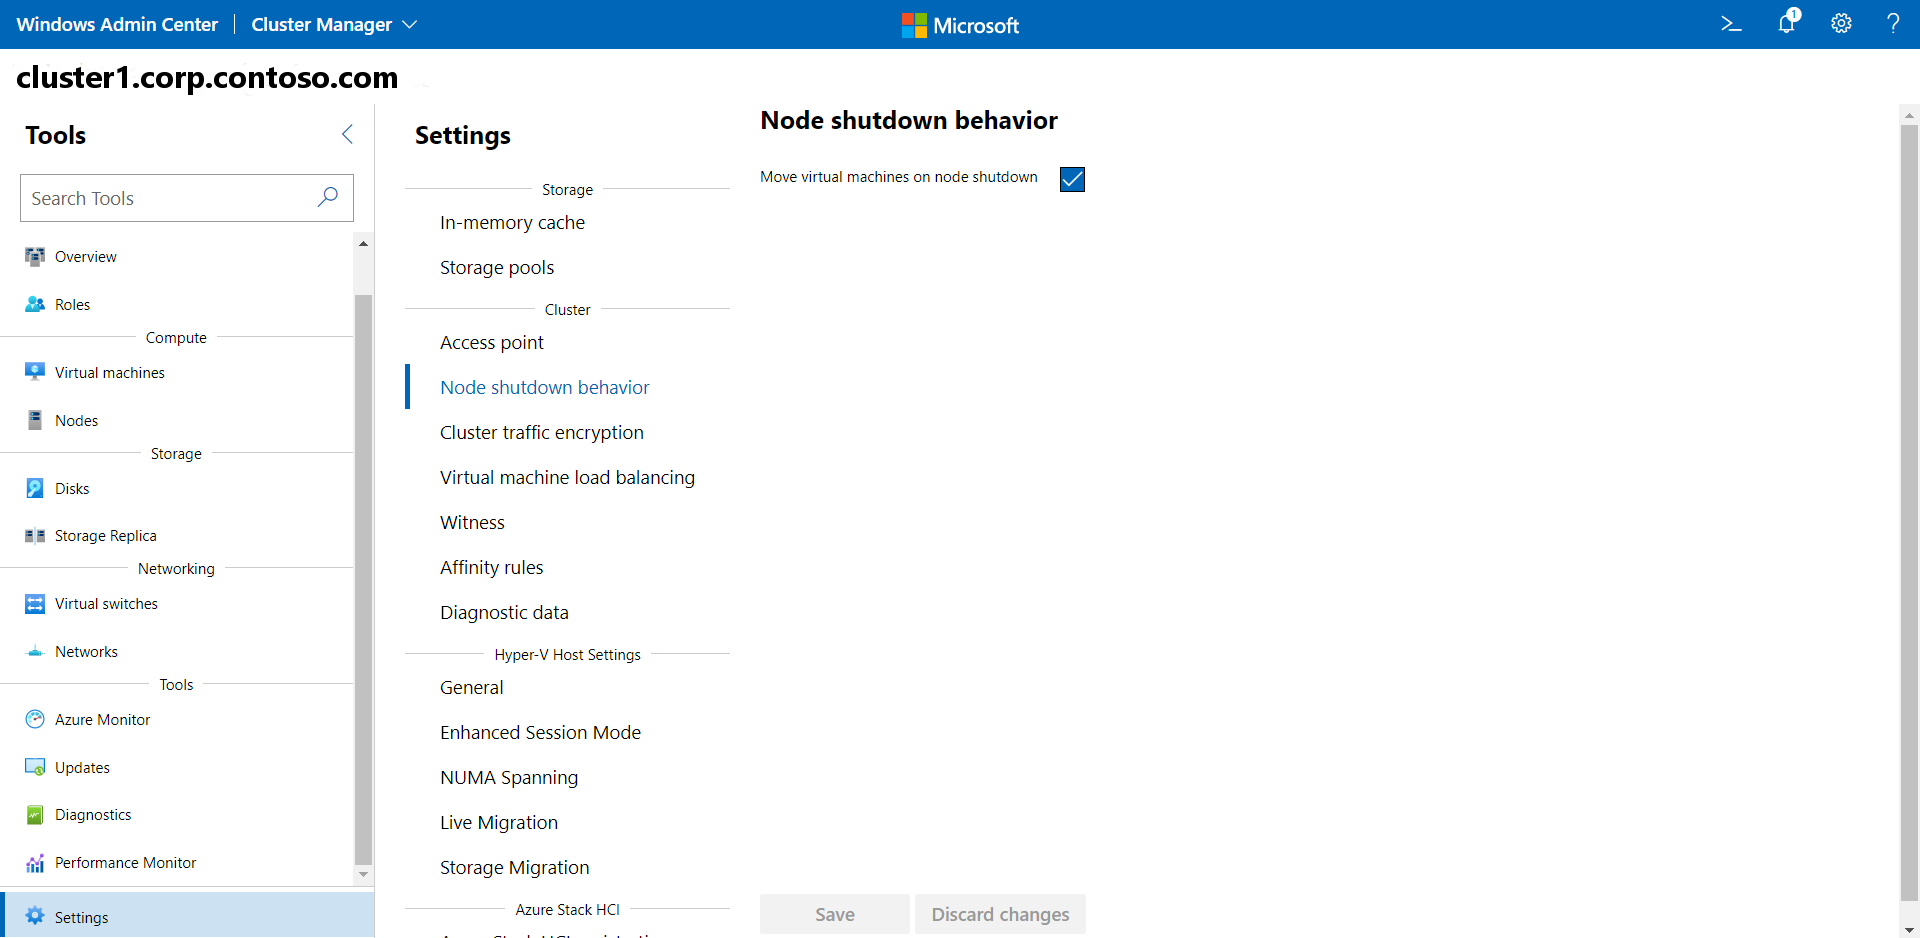 Windows Admin Center
Cluster Manager
Microsoft
1
cluster1.corp.contoso.com
Tools
Search Tools
Overview
Roles
Compute
Virtual machines
Nodes
Storage
Disks
Storage Replica
Networking
Virtual switches
Networks
Tools
Azure Monitor
Updates
Diagnostics
Performance Monitor
Settings
Settings
Storage
In-memory cache
Storage pools
Cluster
Access point
Node shutdown behavior
Cluster traffic encryption
Virtual machine load balancing
Witness
Affinity rules
Diagnostic data
Hyper-V Host Settings
General
Enhanced Session Mode
NUMA Spanning
Live Migration
Storage Migration
Azure Stack HCI
Node shutdown behavior
Move virtual machines on node shutdown
Save
Discard changes